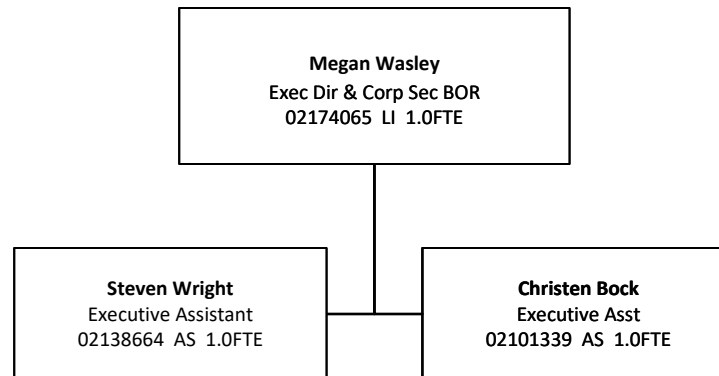 Megan Wasley
Exec Dir & Corp Sec BOR
02174065 LI 1.0FTE
Steven Wright
Executive Assistant
02138664 AS 1.0FTE
Christen Bock
Executive Asst
02101339 AS 1.0FTE